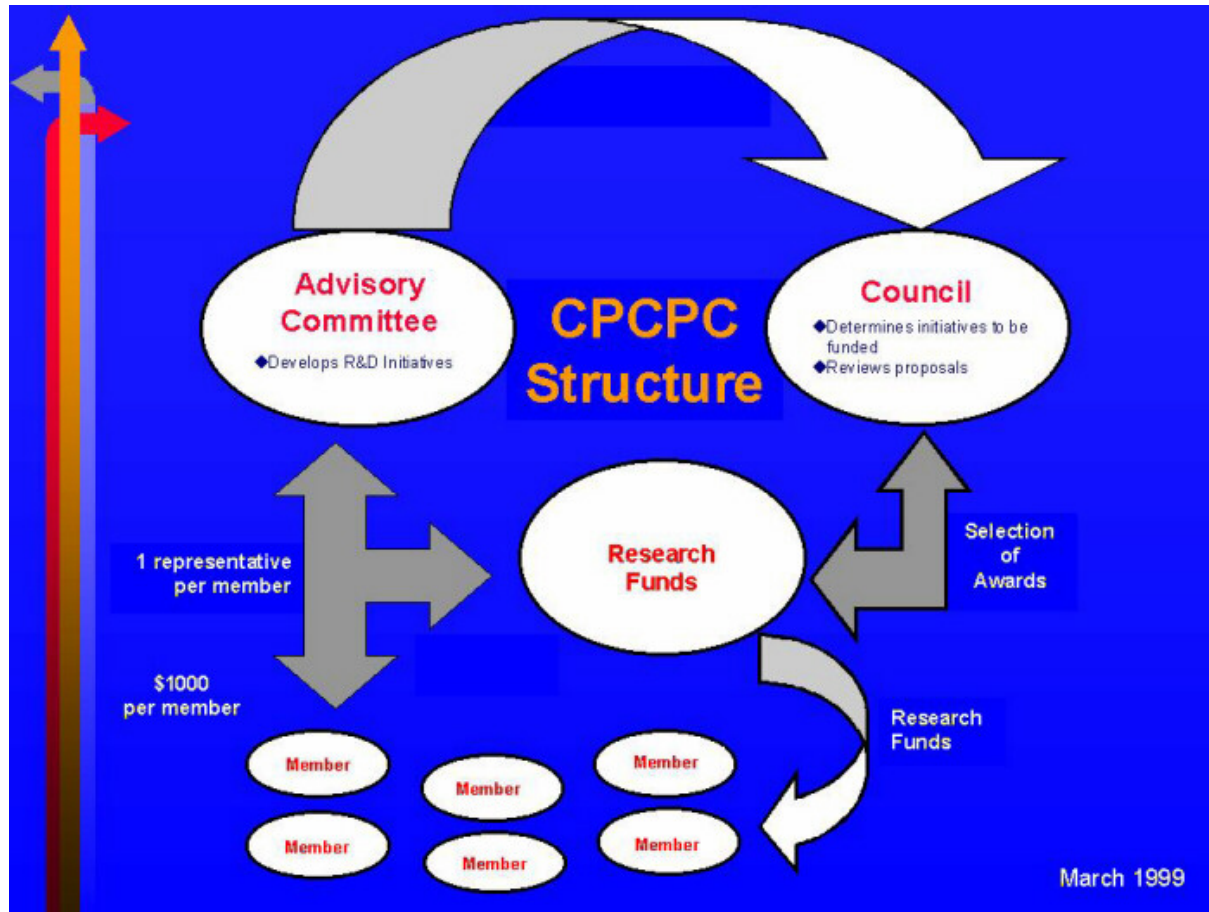 Advisory
Committee
◆Develops R&D Initiatives
CPCPC
Structure
Council
◆Determines initiatives to be
funded
◆Reviews proposals
1 representative
per member
Research
Funds
Selection
of
Awards
$1000
per member
Research
Funds
Member
Member
Member
Member
Member
Member
March 1999